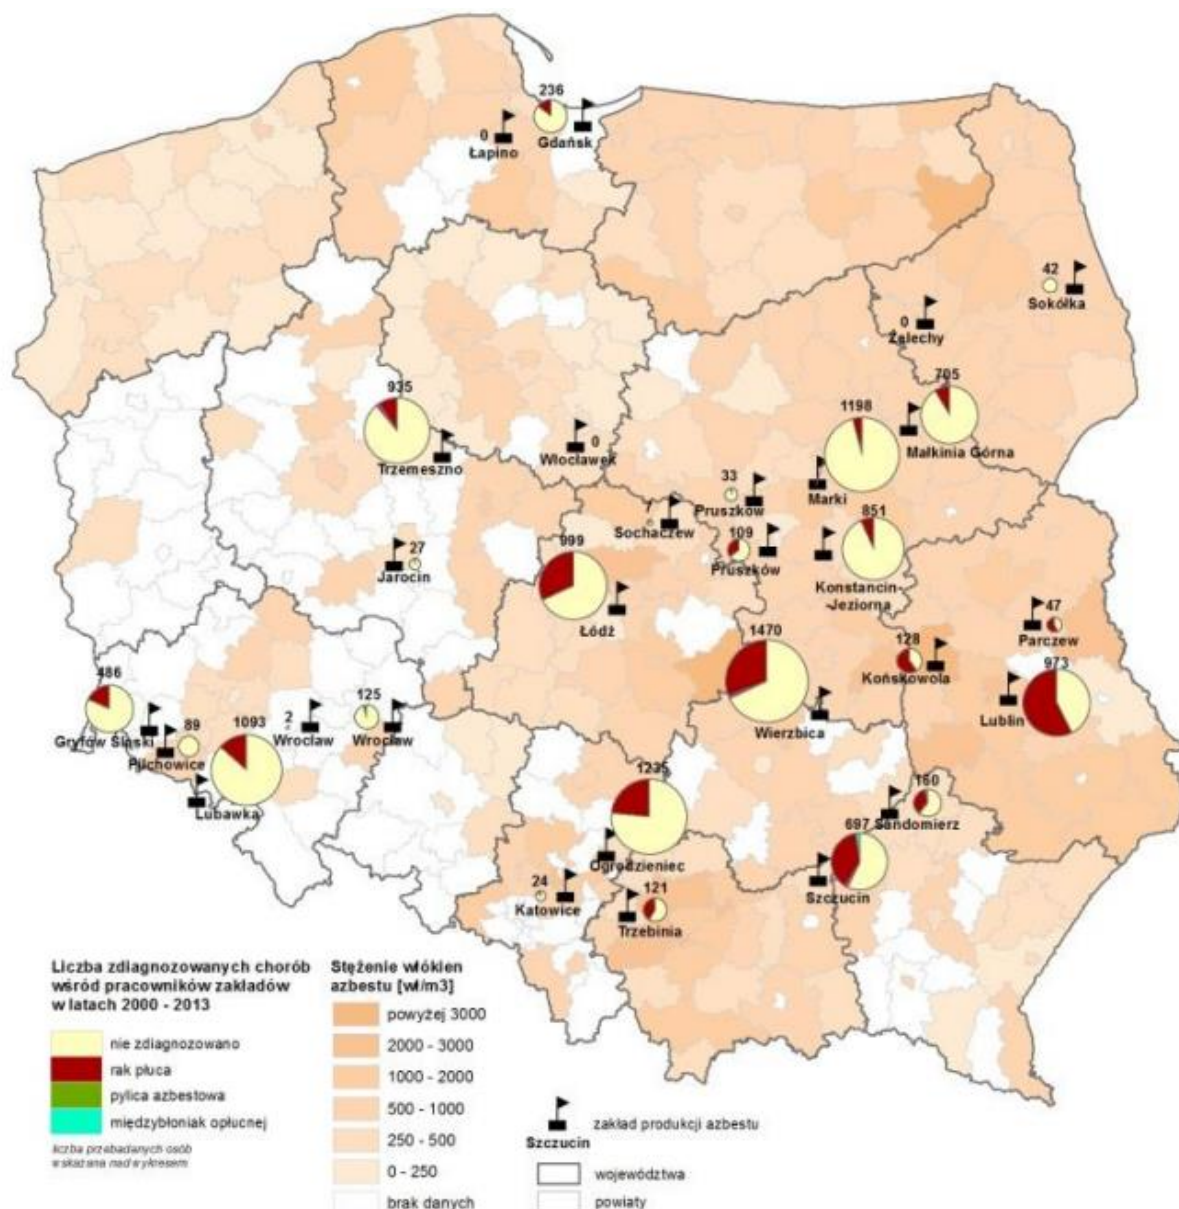 236
0
Łapino
Gdańsk
42
Sokółka
0
Żelechy
935
Trzemeszno
0
Włocławek
705
Małkinia Górna
1198
Marki
33
Pruszków
7
Sochaczew
109
Pruszków
851
Konstancin-
-Jeziorna
27
Jarocin
999
Łódź
47
Parczew
128
Końskowola
973
Lublin
1470
Wierzbica
486
Gryfów Śląski
89
Pilchowice
1093
Lubawka
2
Wrocław
125
Wrocław
1235
Ogrodzieniec
160
Sandomierz
697
Szczucin
24
Katowice
121
Trzebinia
Liczba zdiagnozowanych chorób
wśród pracowników zakładów
w latach 2000 - 2013
nie zdiagnozowano
rak płuca
pylica azbestowa
międzybłoniak opłucnej
liczba przebadanych osób
wskazana nad wykresem
Stężenie włókien
azbestu [wł/m3]
powyżej 3000
2000 - 3000
1000 - 2000
500 - 1000
250 - 500
0 - 250
brak danych
Szczucin
zakład produkcji azbestu
województwa
powiaty